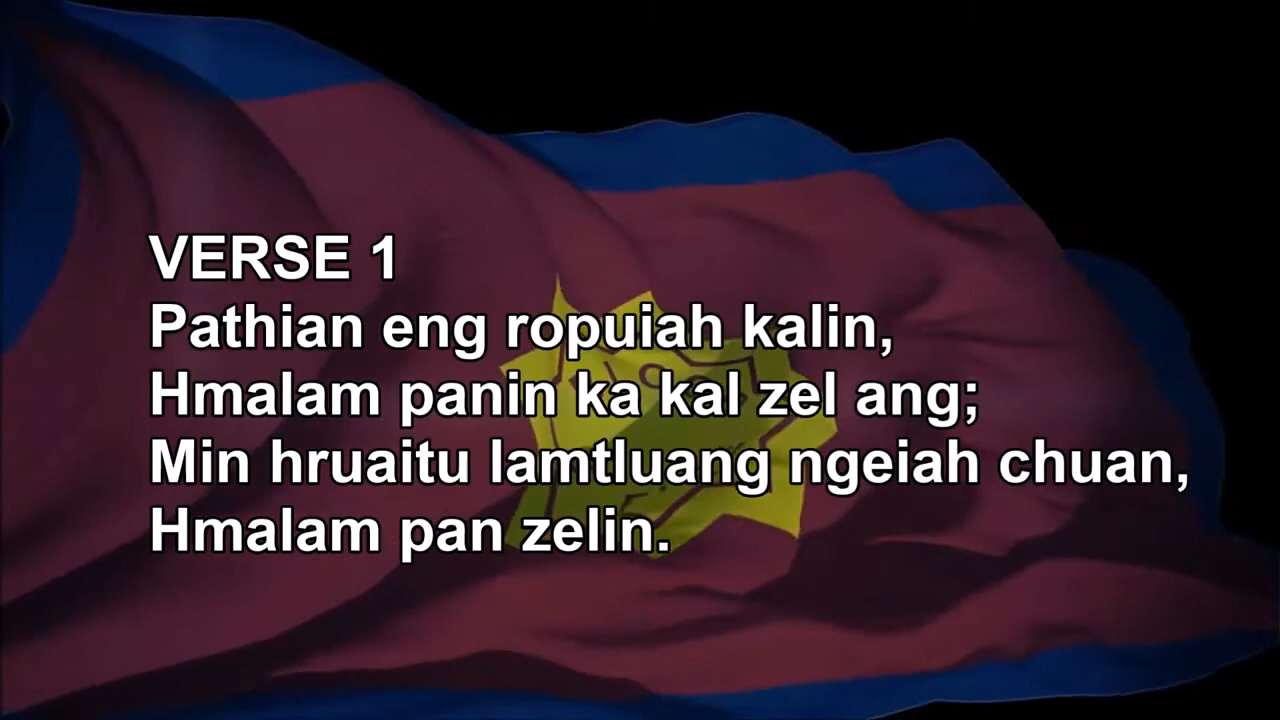 VERSE 1
Pathian eng ropuiah kalin,
Hmalam panin ka kal zel ang;
Min hruaitu lamtluang ngeiah chuan,
Hmalam pan zelin.